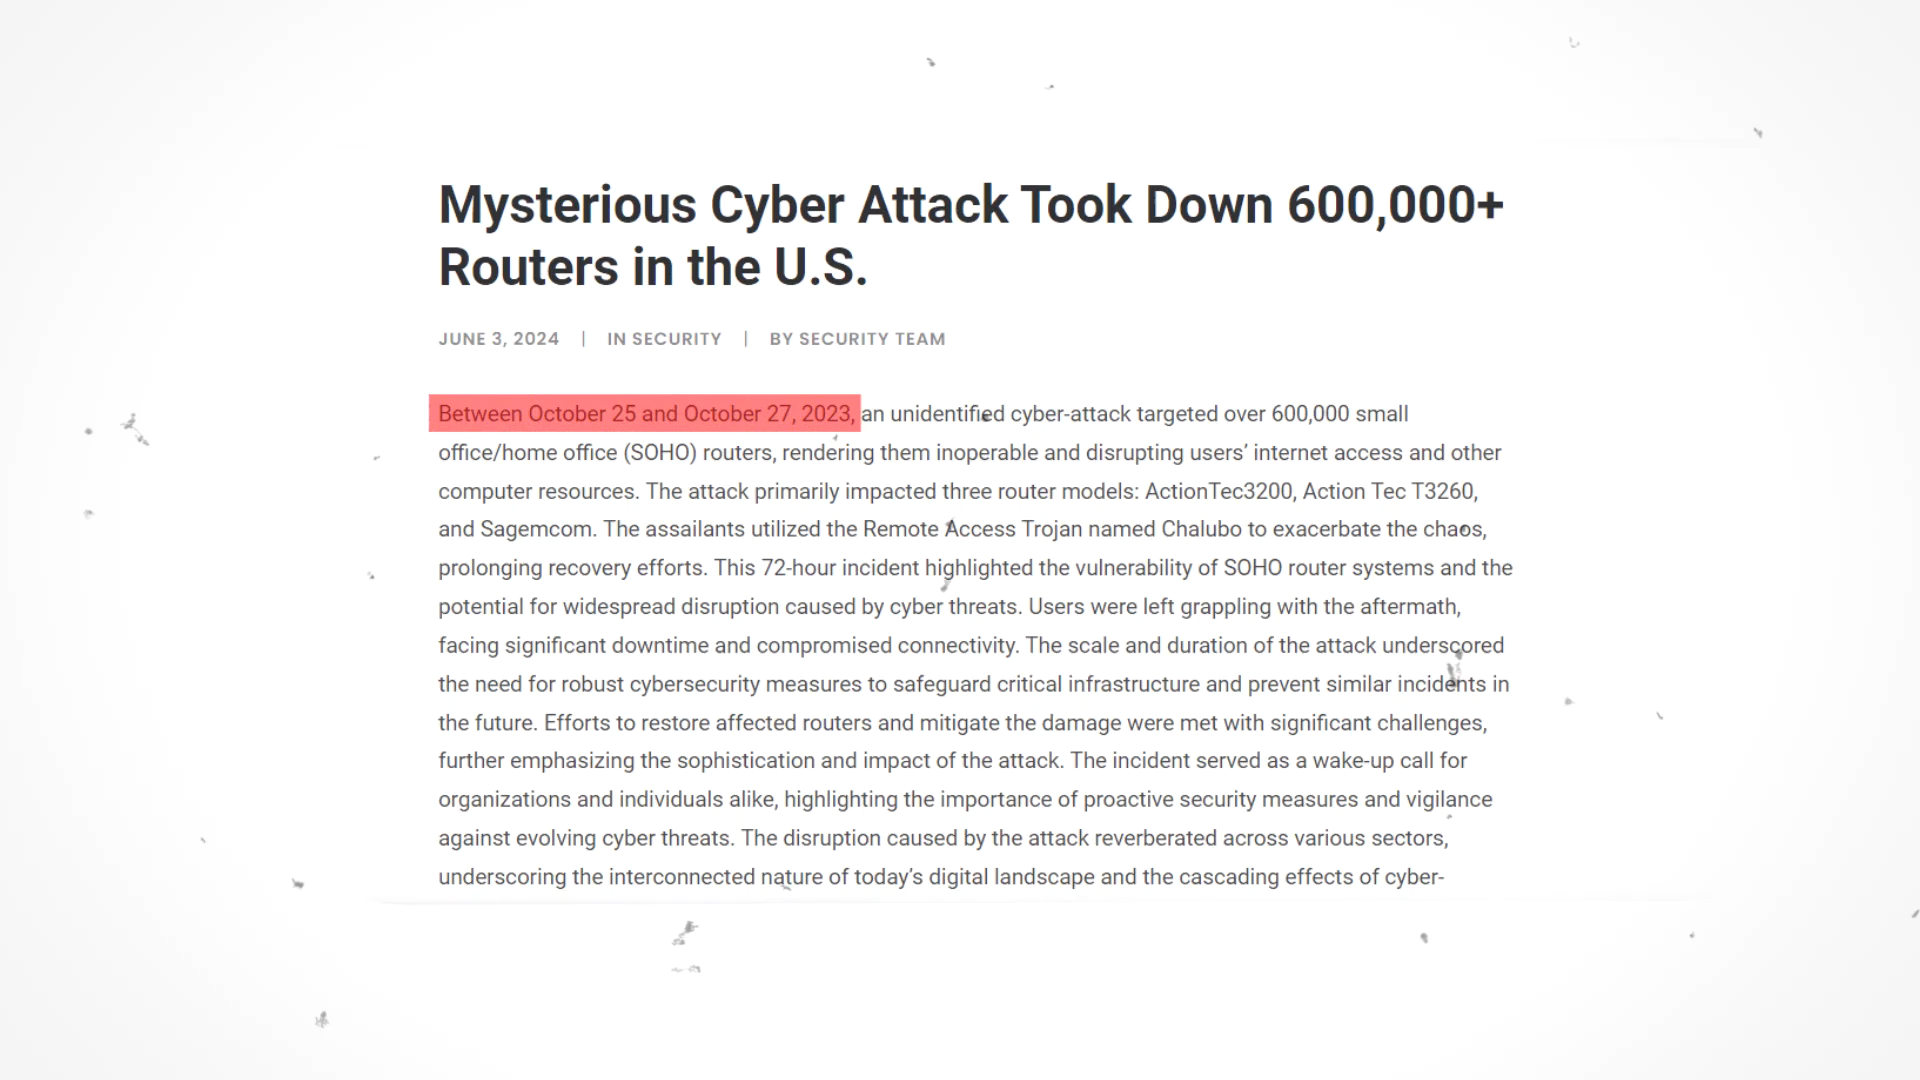 Mysterious Cyber Attack Took Down 600,000+
Routers in the U.S.
JUNE 3, 2024 | IN SECURITY | BY SECURITY TEAM
Between October 25 and October 27, 2023, an unidentified cyber-attack targeted over 600,000 small
office/home office (SOHO) routers, rendering them inoperable and disrupting users’ internet access and other
computer resources. The attack primarily impacted three router models: ActionTec3200, Action Tec T3260,
and Sagemcom. The assailants utilized the Remote Access Trojan named Chalubo to exacerbate the chaos,
prolonging recovery efforts. This 72-hour incident highlighted the vulnerability of SOHO router systems and the
potential for widespread disruption caused by cyber threats. Users were left grappling with the aftermath,
facing significant downtime and compromised connectivity. The scale and duration of the attack underscored
the need for robust cybersecurity measures to safeguard critical infrastructure and prevent similar incidents in
the future. Efforts to restore affected routers and mitigate the damage were met with significant challenges,
further emphasizing the sophistication and impact of the attack. The incident served as a wake-up call for
organizations and individuals alike, highlighting the importance of proactive security measures and vigilance
against evolving cyber threats. The disruption caused by the attack reverberated across various sectors,
underscoring the interconnected nature of today’s digital landscape and the cascading effects of cyber-